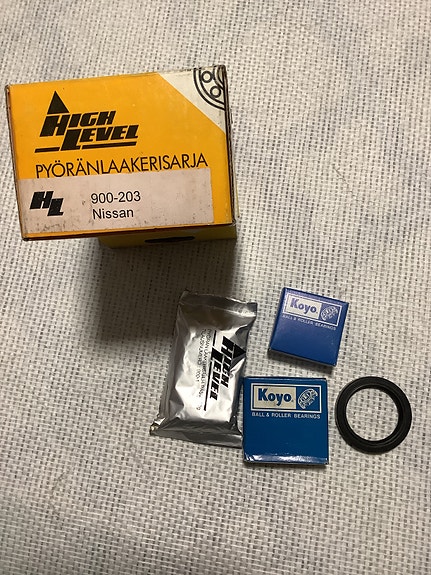 HIGH
LEVEL
PYÖRÄNLAAKERISARJA
HL
900-203
Nissan
HIGH
LEVEL
Koyo
BALL & ROLLER BEARINGS
Koyo
BALL & ROLLER BEARINGS